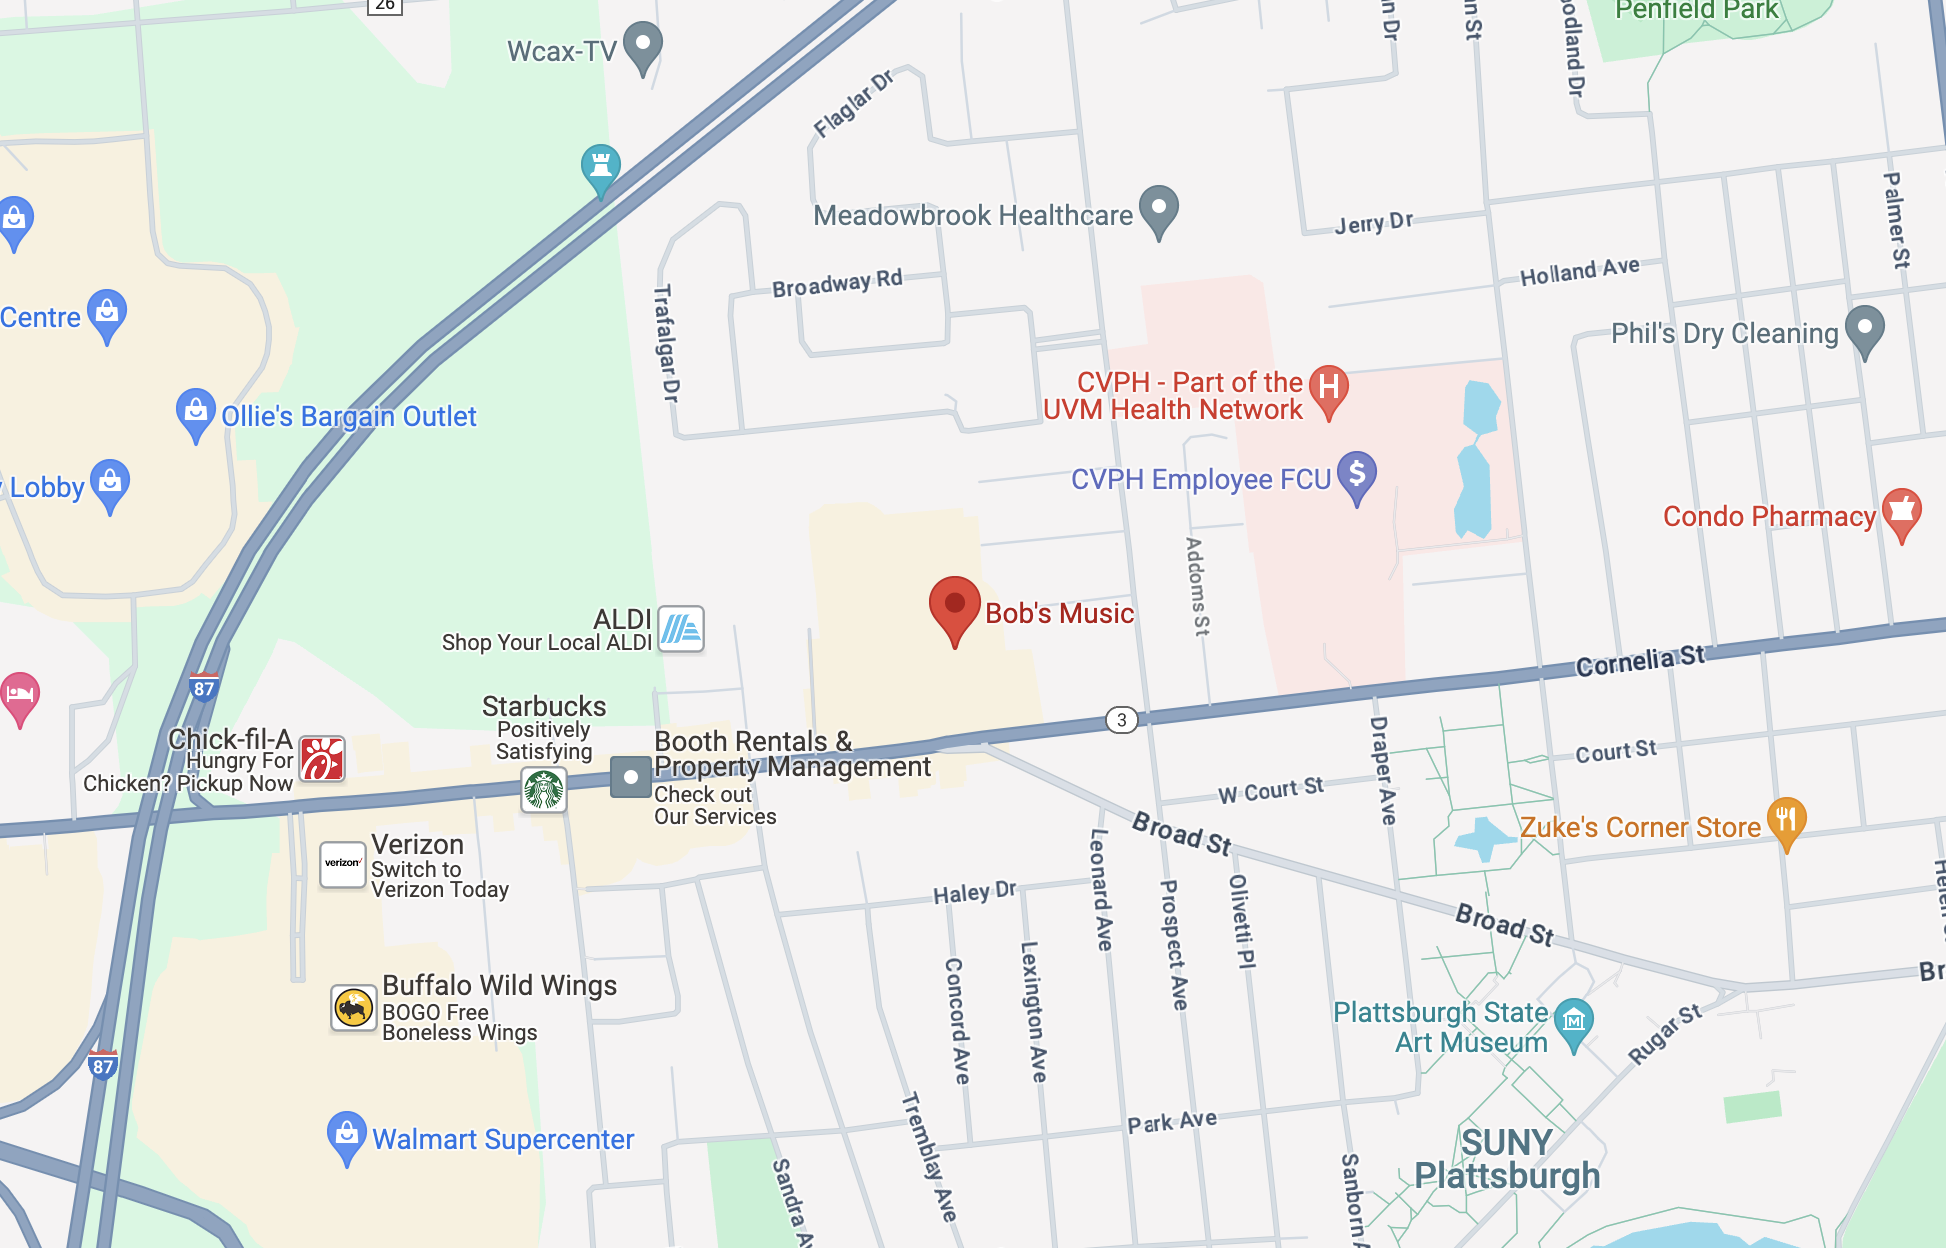 26
Penfield Park
Wcax-TV
Flaglar Dr
Meadowbrook Healthcare
Jerry Dr
Palmer St
Holland Ave
Broadway Rd
Trafalgar Dr
Centre
Phil's Dry Cleaning
CVPH - Part of the
UVM Health Network
H
Ollie's Bargain Outlet
CVPH Employee FCU
$
Lobby
Condo Pharmacy
Addoms St
Bob's Music
ALDI
Shop Your Local ALDI
Cornelia St
87
Starbucks
Positively
Satisfying
3
Chick-fil-A
Hungry For
Chicken? Pickup Now
Booth Rentals &
Property Management
Check out
Our Services
Draper Ave
Court St
W Court St
Broad St
Zuke's Corner Store
verizon
Verizon
Switch to
Verizon Today
Haley Dr
Leonard Ave
Prospect Ave
Olivetti Pl
Broad St
Br
Concord Ave
Lexington Ave
Buffalo Wild Wings
BOGO Free
Boneless Wings
Plattsburgh State
Art Museum
M
Rugar St
87
Tremblay Ave
Park Ave
Walmart Supercenter
SUNY
Plattsburgh
Sandra Av
Sanborn A